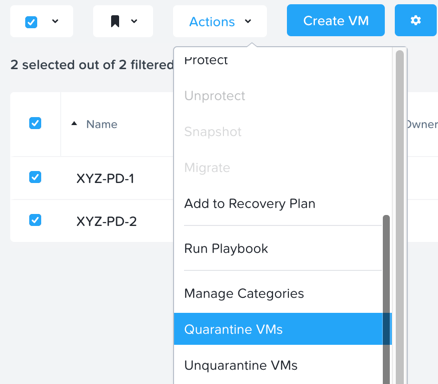 Actions
Create VM
2 selected out of 2 filtered
Name
Owner
XYZ-PD-1
XYZ-PD-2
Protect
Unprotect
Snapshot
Migrate
Add to Recovery Plan
Run Playbook
Manage Categories
Quarantine VMs
Unquarantine VMs